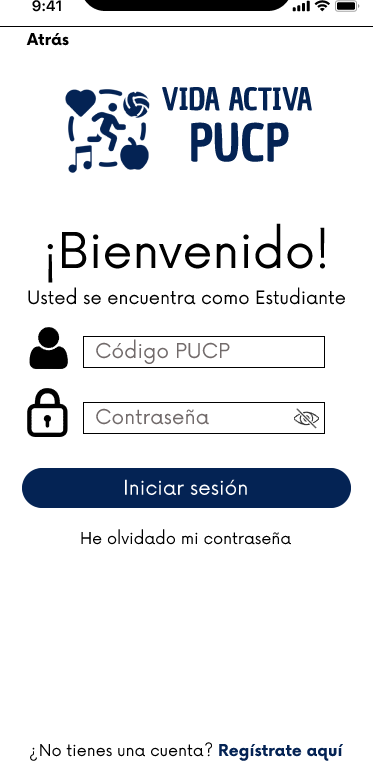 9:41
Atrás
VIDA ACTIVA
PUCP
¡Bienvenido!
Usted se encuentra como Estudiante
Código PUCP
Contraseña
Iniciar sesión
He olvidado mi contraseña
¿No tienes una cuenta? Regístrate aquí